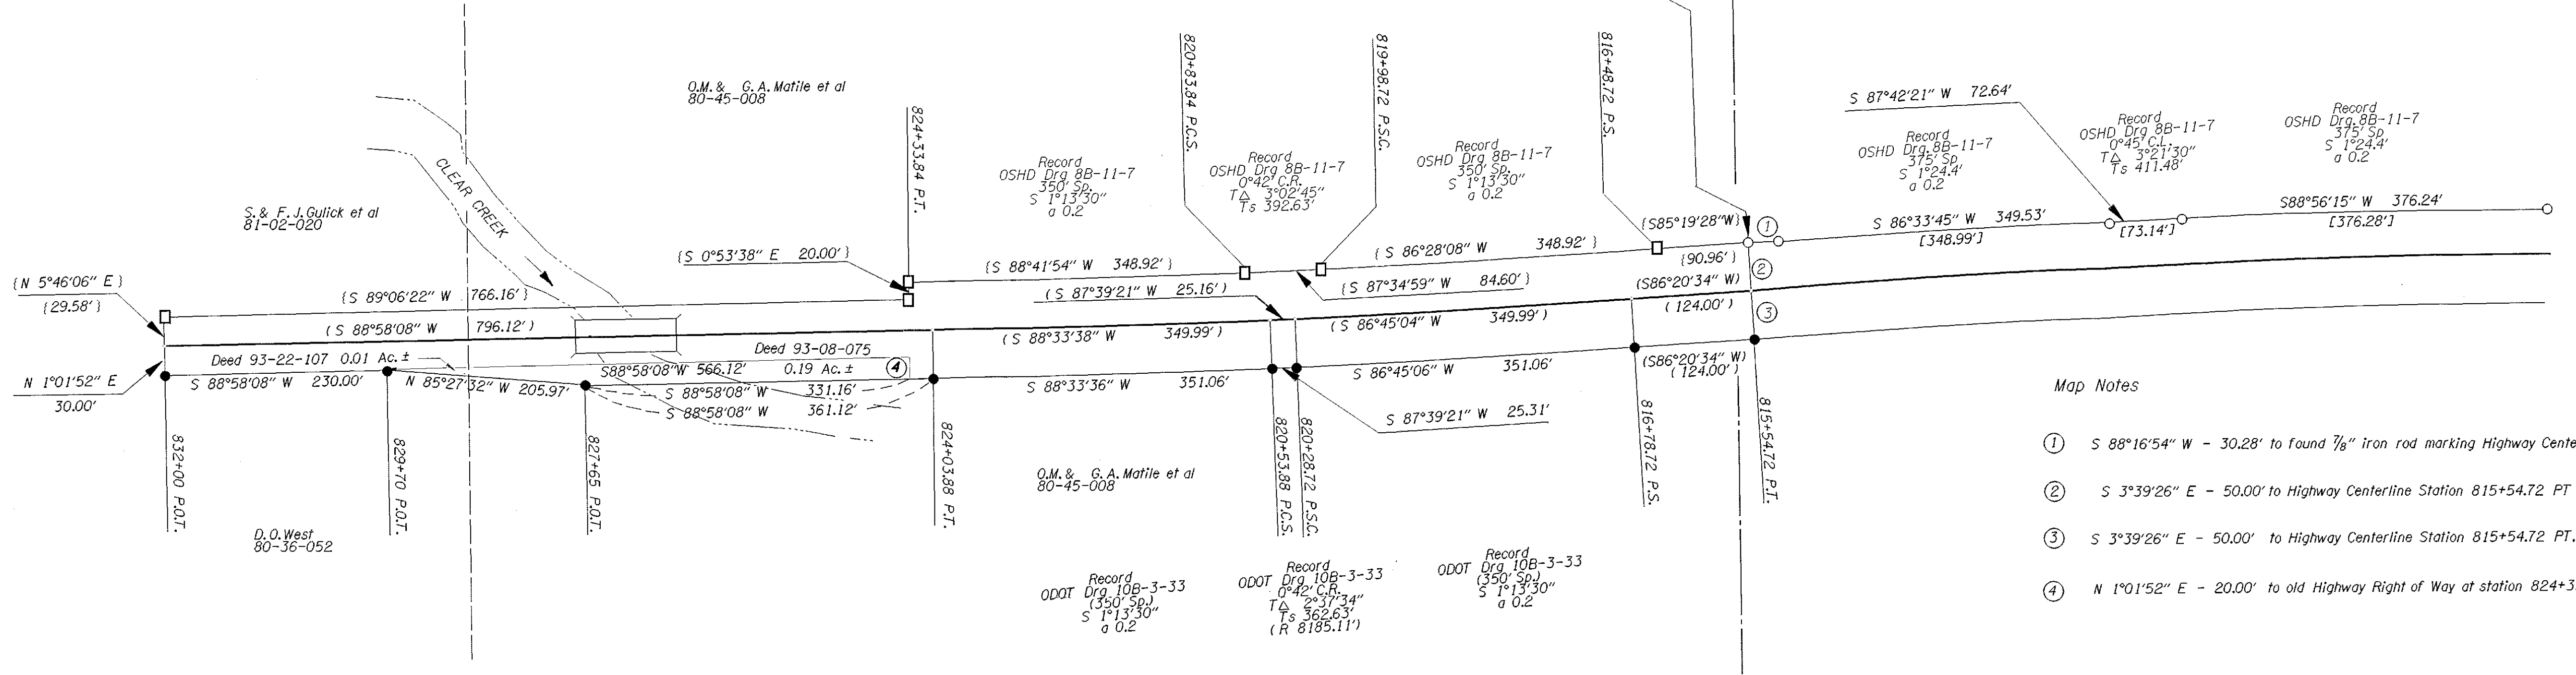 O.M. & G. A. Matile et al
80-45-008
S. & F. J. Gulick et al
81-02-020
CLEAR CREEK
824+33.84 P.T.
820+83.84 P.C.S.
819+98.72 P.S.C.
816+48.72 P.S.
Record
OSHD Drg 8B-11-7
350' Sp.
S 1°13'30"
a 0.2
Record
OSHD Drg 8B-11-7
0°42' C.R.
T△ 3°02'45"
Ts 392.63'
Record
OSHD Drg 8B-11-7
350' Sp.
S 1°13'30"
a 0.2
S 87°42'21" W 72.64'
Record
OSHD Drg. 8B-11-7
375' Sp
S 1°24.4'
a 0.2
Record
OSHD Drg 8B-11-7
0°45' C.L.
T△ 3°21'30"
Ts 411.48'
Record
OSHD Drg. 8B-11-7
375' Sp
S 1°24.4'
a 0.2
{N 5°46'06" E }
{29.58'}
{S 89°06'22" W 766.16'}
{S 0°53'38" E 20.00'}
{S 88°41'54" W 348.92'}
{S 86°28'08" W 348.92' }
{S85°19'28"W}
{90.96'}
1
S 86°33'45" W 349.53'
[348.99']
[73.14']
S88°56'15" W 376.24'
[376.28']
(S 88°58'08" W 796.12')
(S 87°39'21" W 25.16')
{S 87°34'59" W 84.60'}
(S86°20'34" W)
(124.00')
2
3
(S 88°33'38" W 349.99')
(S 86°45'04" W 349.99')
Deed 93-22-107 0.01 Ac.±
Deed 93-08-075
0.19 Ac.±
4
N 1°01'52" E
30.00'
S 88°58'08" W 230.00'
N 85°27'32" W 205.97'
S88°58'08" W 566.12'
S 88°58'08" W 331.16'
S 88°58'08" W 361.12'
S 88°33'36" W 351.06'
S 86°45'06" W 351.06'
(S86°20'34" W)
(124.00')
S 87°39'21" W 25.31'
832+00 P.O.T.
829+70 P.O.T.
827+65 P.O.T.
824+03.88 P.T.
820+53.88 P.C.S.
820+28.72 P.S.C.
816+78.72 P.S.
815+54.72 P.T.
D. O. West
80-36-052
O.M. & G. A. Matile et al
80-45-008
Record
ODOT Drg 10B-3-33
(350' Sp.)
S 1°13'30"
a 0.2
Record
ODOT Drg 10B-3-33
0°42' C.R.
T△ 2°37'34"
Ts 362.63'
(R 8185.11')
Record
ODOT Drg 10B-3-33
(350' Sp.)
S 1°13'30"
a 0.2
Map Notes
1 S 88°16'54" W - 30.28' to found 7/8" iron rod marking Highway Cente
2 S 3°39'26" E - 50.00' to Highway Centerline Station 815+54.72 PT
3 S 3°39'26" E - 50.00' to Highway Centerline Station 815+54.72 PT.
4 N 1°01'52" E - 20.00' to old Highway Right of Way at station 824+3